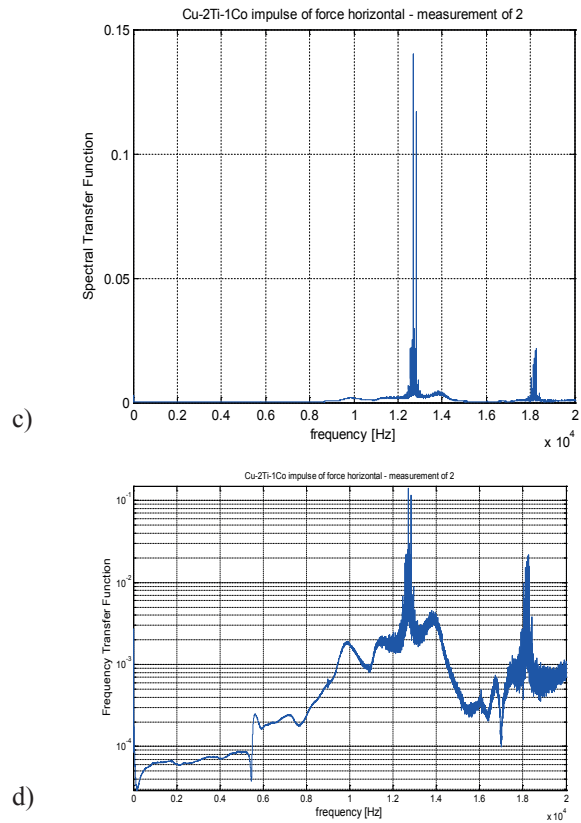 Cu-2Ti-1Co impulse of force horizontal - measurement of 2
0.15
0.1
0.05
0
Spectral Transfer Function
0 0.2 0.4 0.6 0.8 1 1.2 1.4 1.6 1.8 2
frequency [Hz]
x 10^4
c)
Cu-2Ti-1Co impulse of force horizontal - measurement of 2
10^-1
10^-2
10^-3
10^-4
Frequency Transfer Function
0 0.2 0.4 0.6 0.8 1 1.2 1.4 1.6 1.8 2
frequency [Hz]
x 10^4
d)